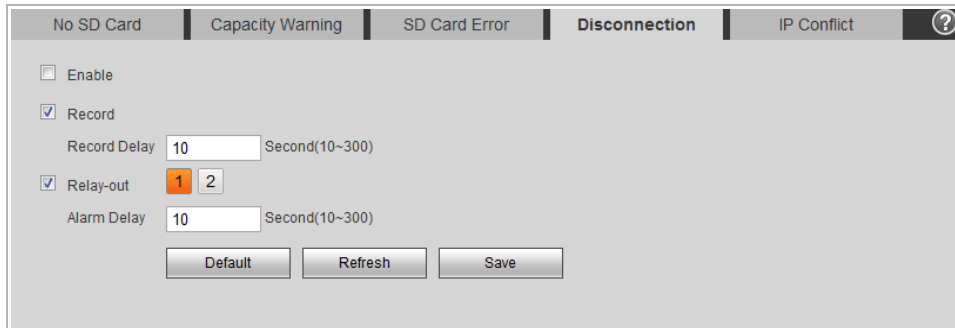 No SD Card Capacity Warning SD Card Error Disconnection IP Conflict ?
Enable
Record
Record Delay 10 Second(10~300)
Relay-out 1 2
Alarm Delay 10 Second(10~300)
Default Refresh Save